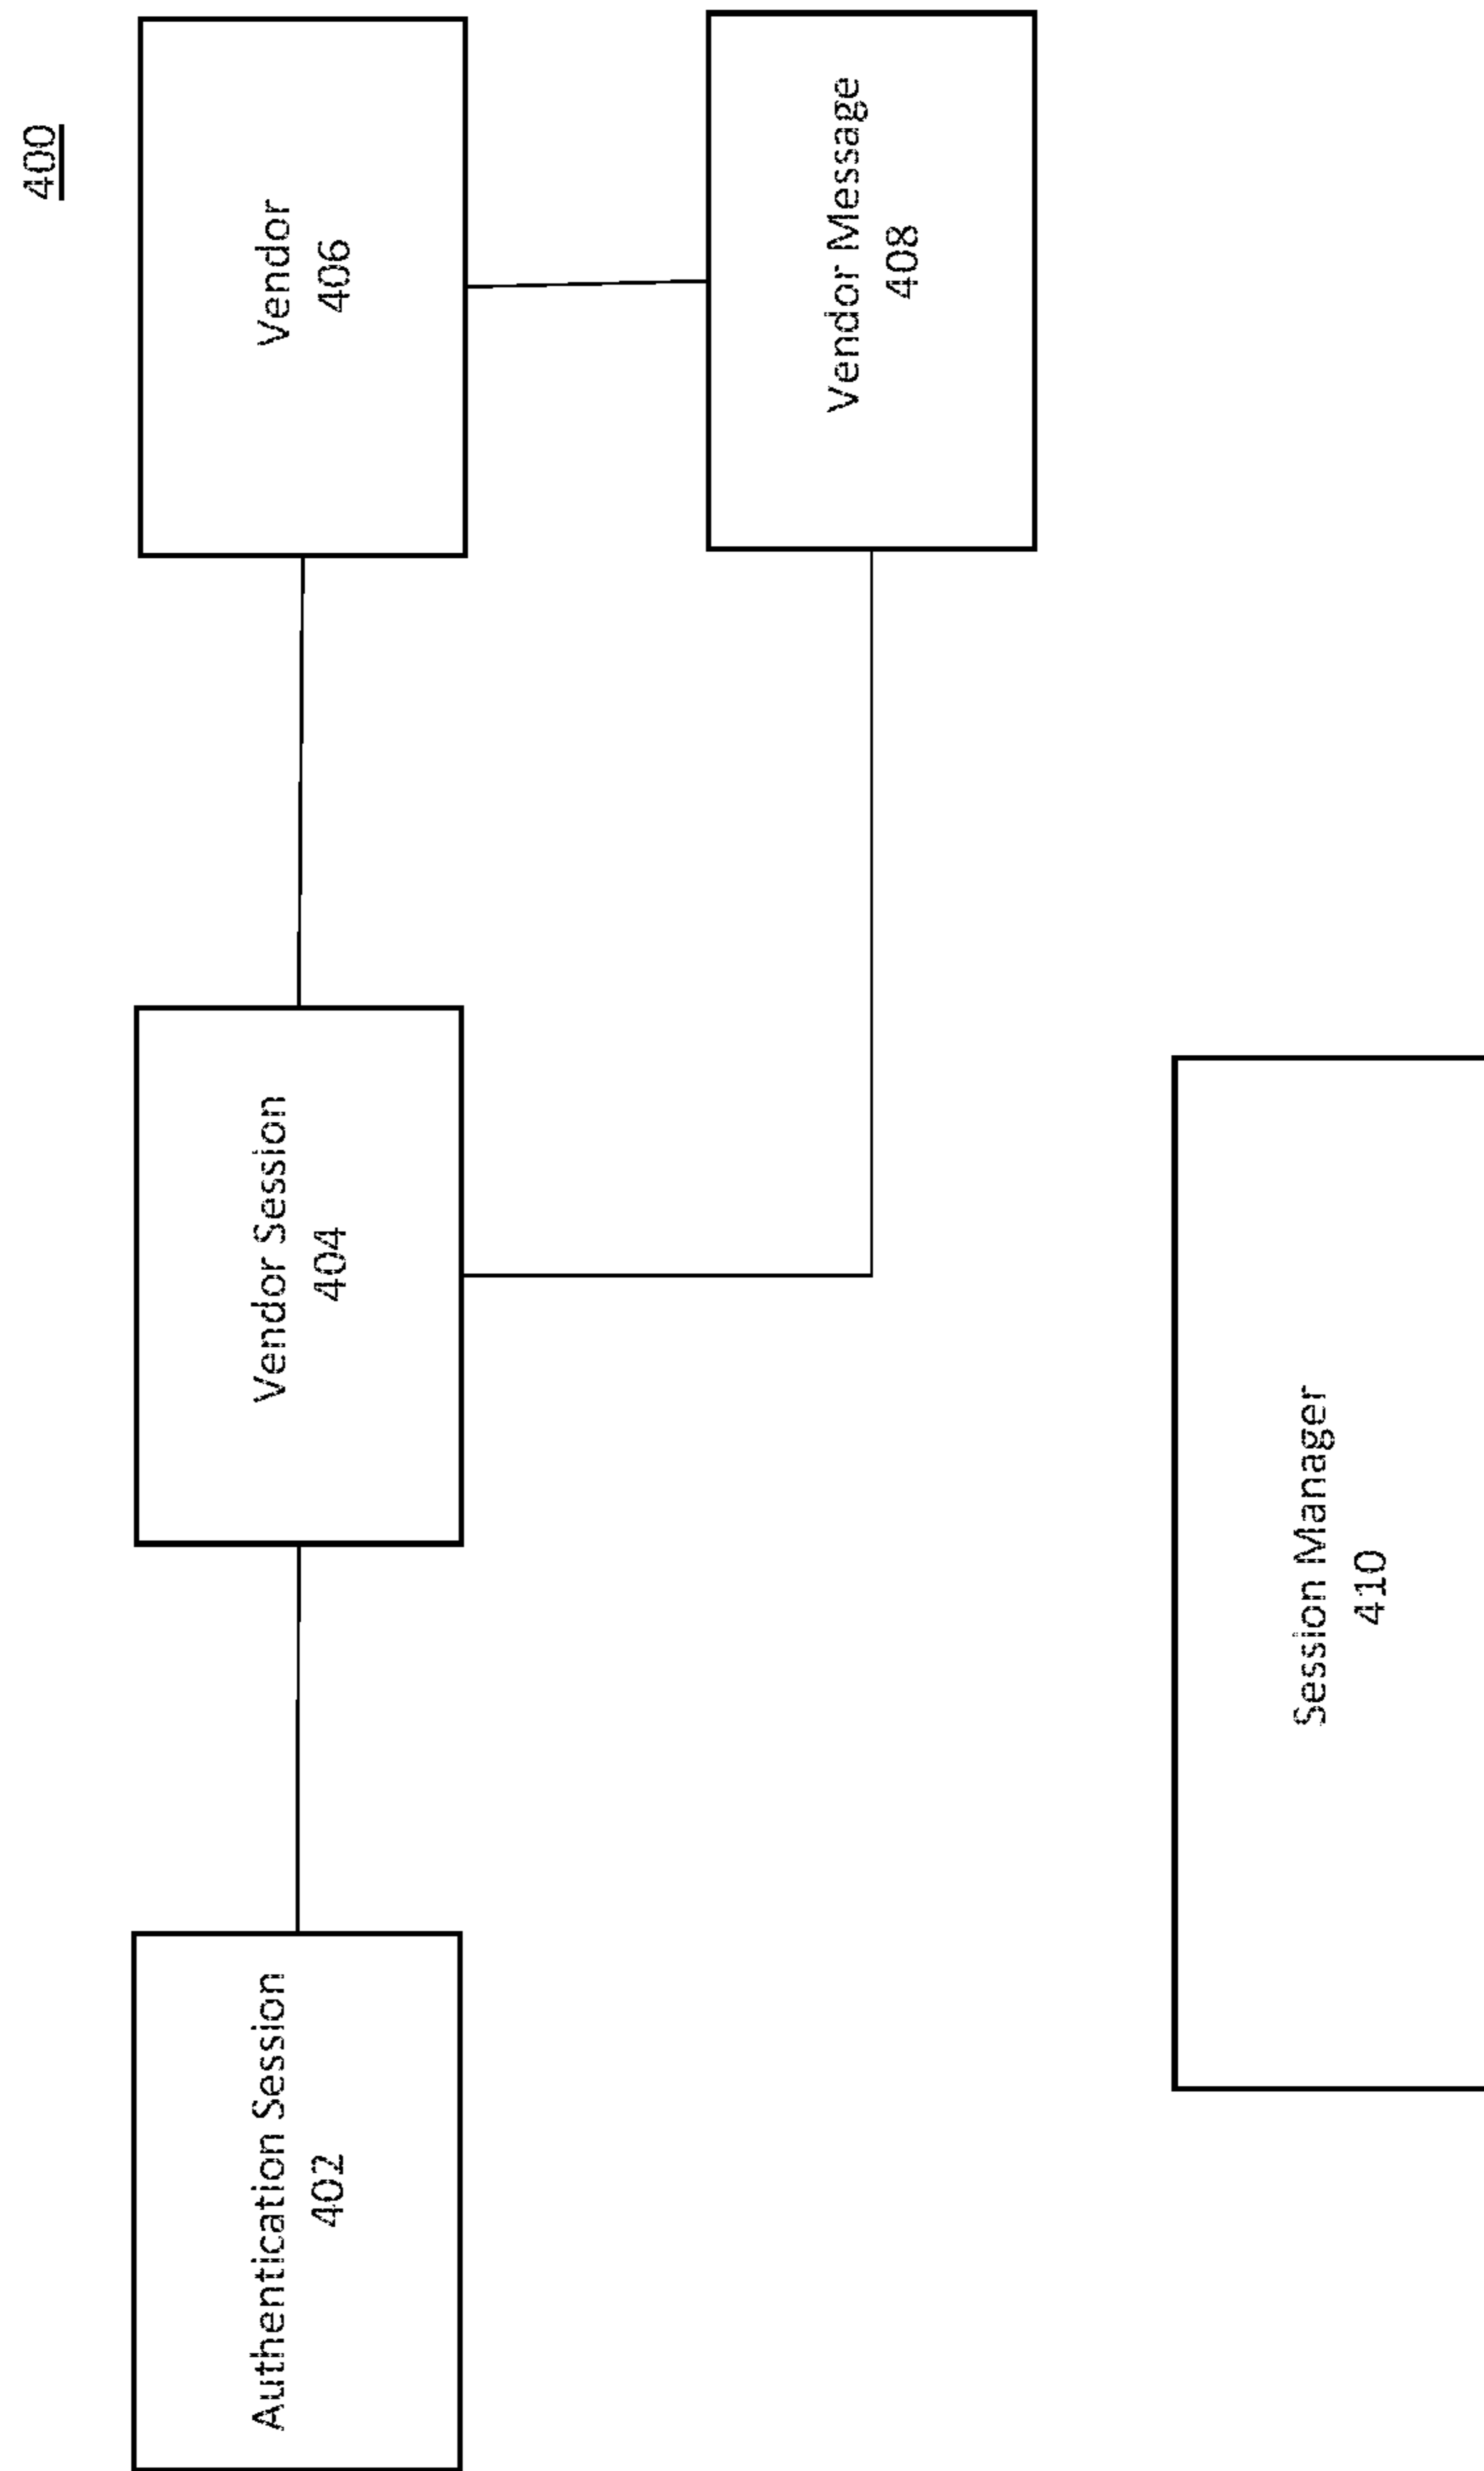 400
Authentication Session
402
Vendor Session
404
Vendor
406
Vendor Message
408
Session Manager
410